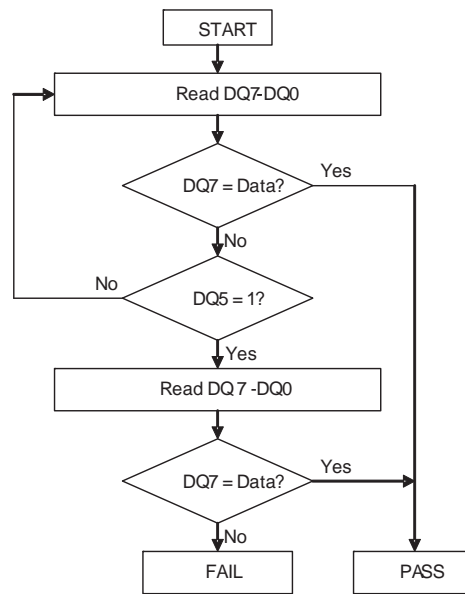 START
Read DQ7-DQ0
DQ7 = Data?
Yes
No
No
DQ5 = 1?
Yes
Read DQ 7 -DQ0
DQ7 = Data?
Yes
No
FAIL
PASS